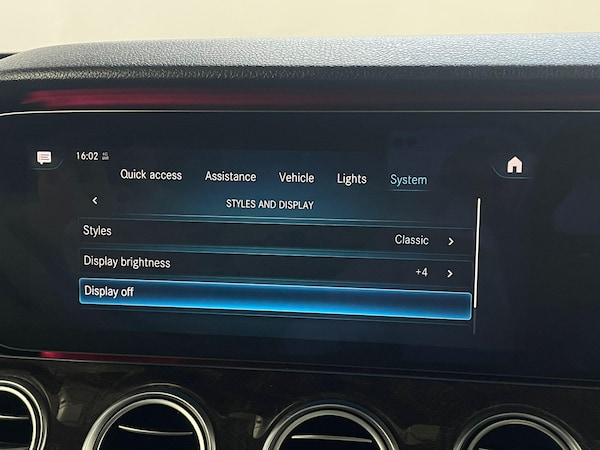 16:02
Quick access Assistance Vehicle Lights System
STYLES AND DISPLAY
Styles Classic
Display brightness +4
Display off